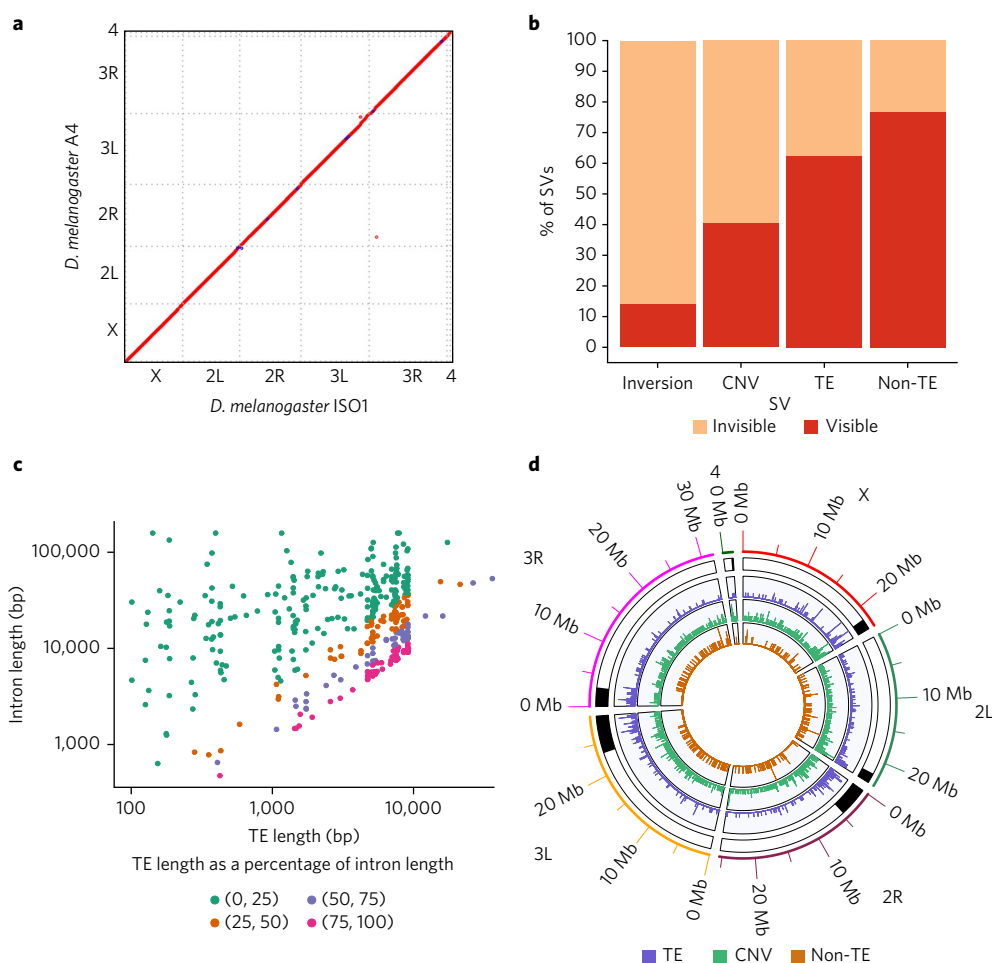 a
4
3R
3L
2R
2L
X
D. melanogaster A4
X 2L 2R 3L 3R 4
D. melanogaster ISO1
b
100
90
80
70
60
50
40
30
20
10
0
% of SVs
Inversion CNV TE Non-TE
SV
Invisible Visible
c
100,000
10,000
1,000
Intron length (bp)
100 1,000 10,000
TE length (bp)
TE length as a percentage of intron length
(0, 25) (50, 75)
(25, 50) (75, 100)
d
X
0 Mb
10 Mb
20 Mb
2L
0 Mb
10 Mb
20 Mb
2R
0 Mb
10 Mb
20 Mb
3L
0 Mb
10 Mb
20 Mb
3R
0 Mb
10 Mb
20 Mb
30 Mb
4
0 Mb
TE CNV Non-TE